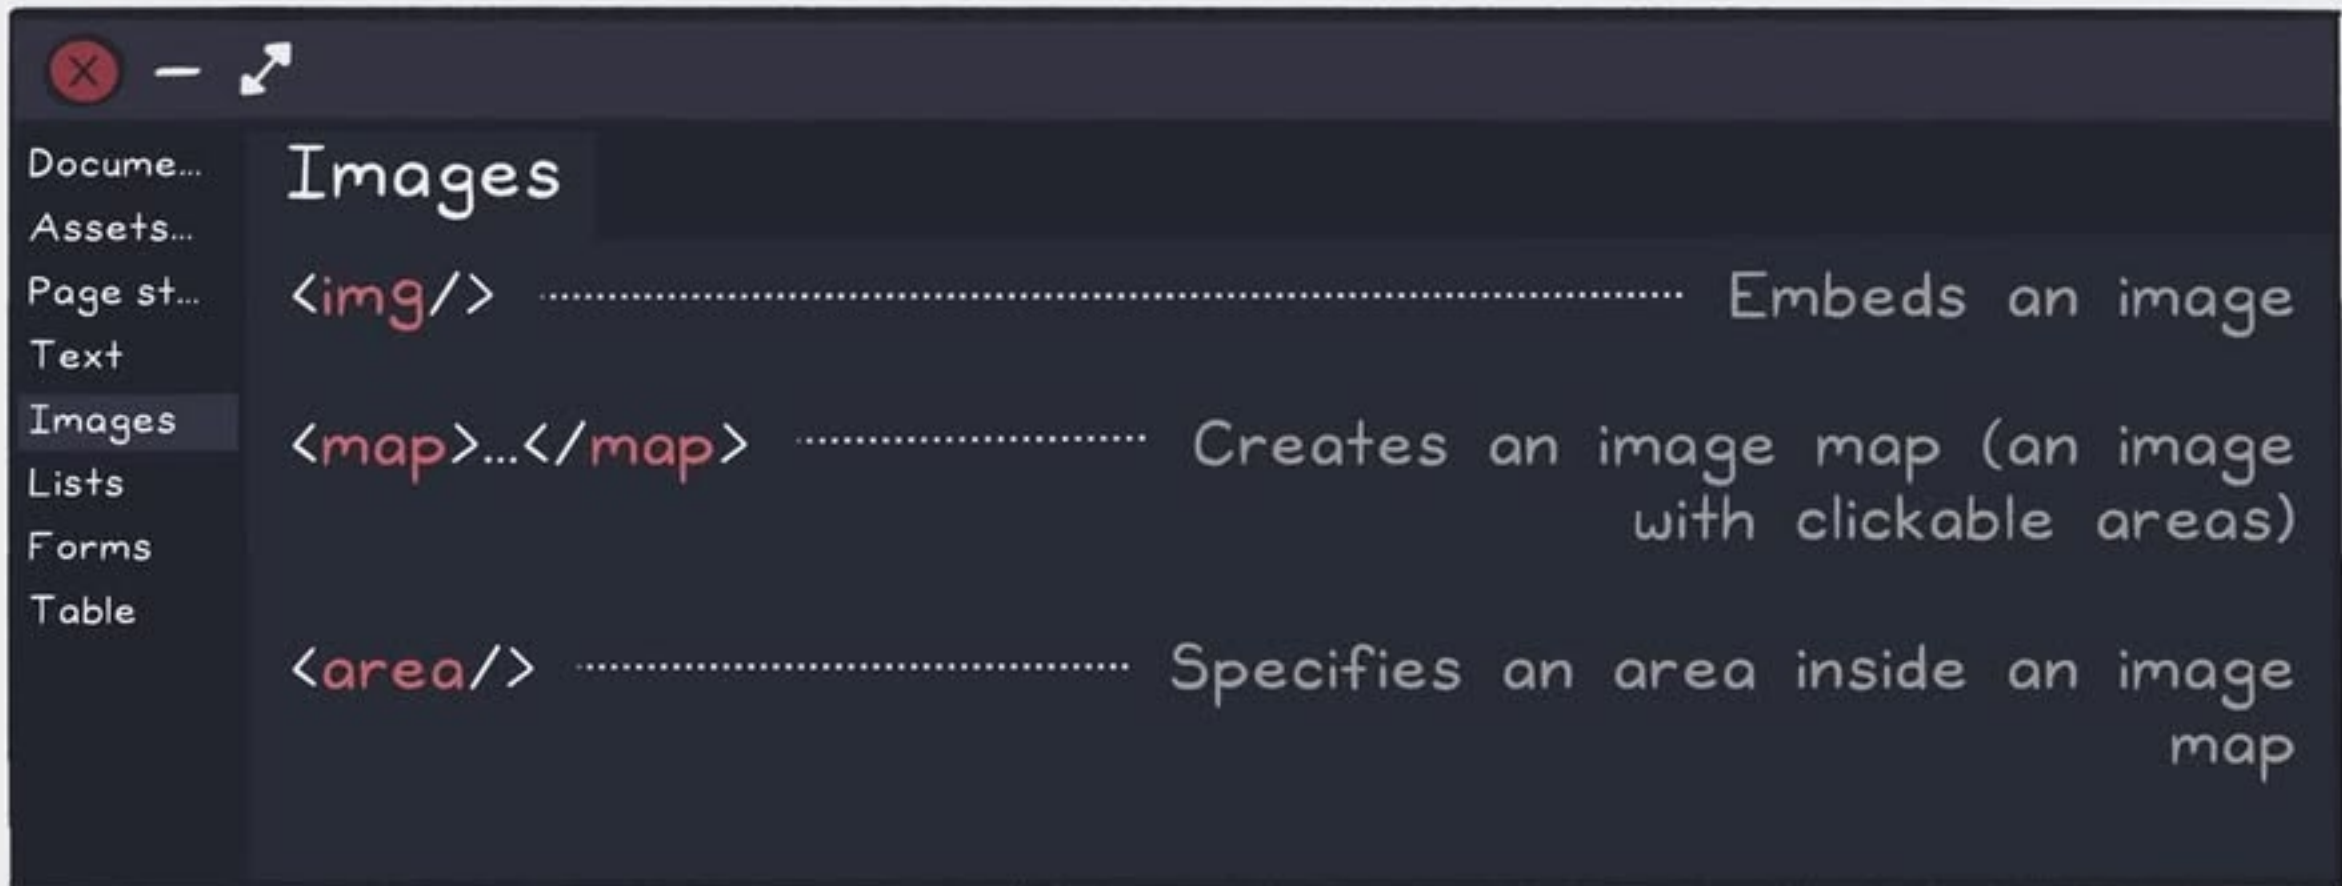 Docume...
Assets...
Page st...
Text
Images
Lists
Forms
Table
Images
<img/> Embeds an image
<map>...</map> Creates an image map (an image
with clickable areas)
<area/> Specifies an area inside an image
map